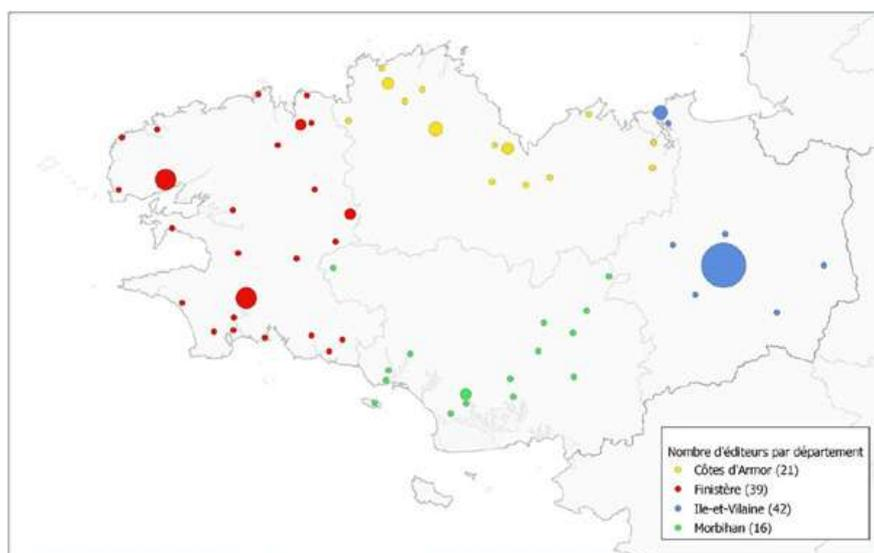 Nombre d'éditeurs par département
Côtes d'Armor (21)
Finistère (39)
Ile-et-Vilaine (42)
Morbihan (16)